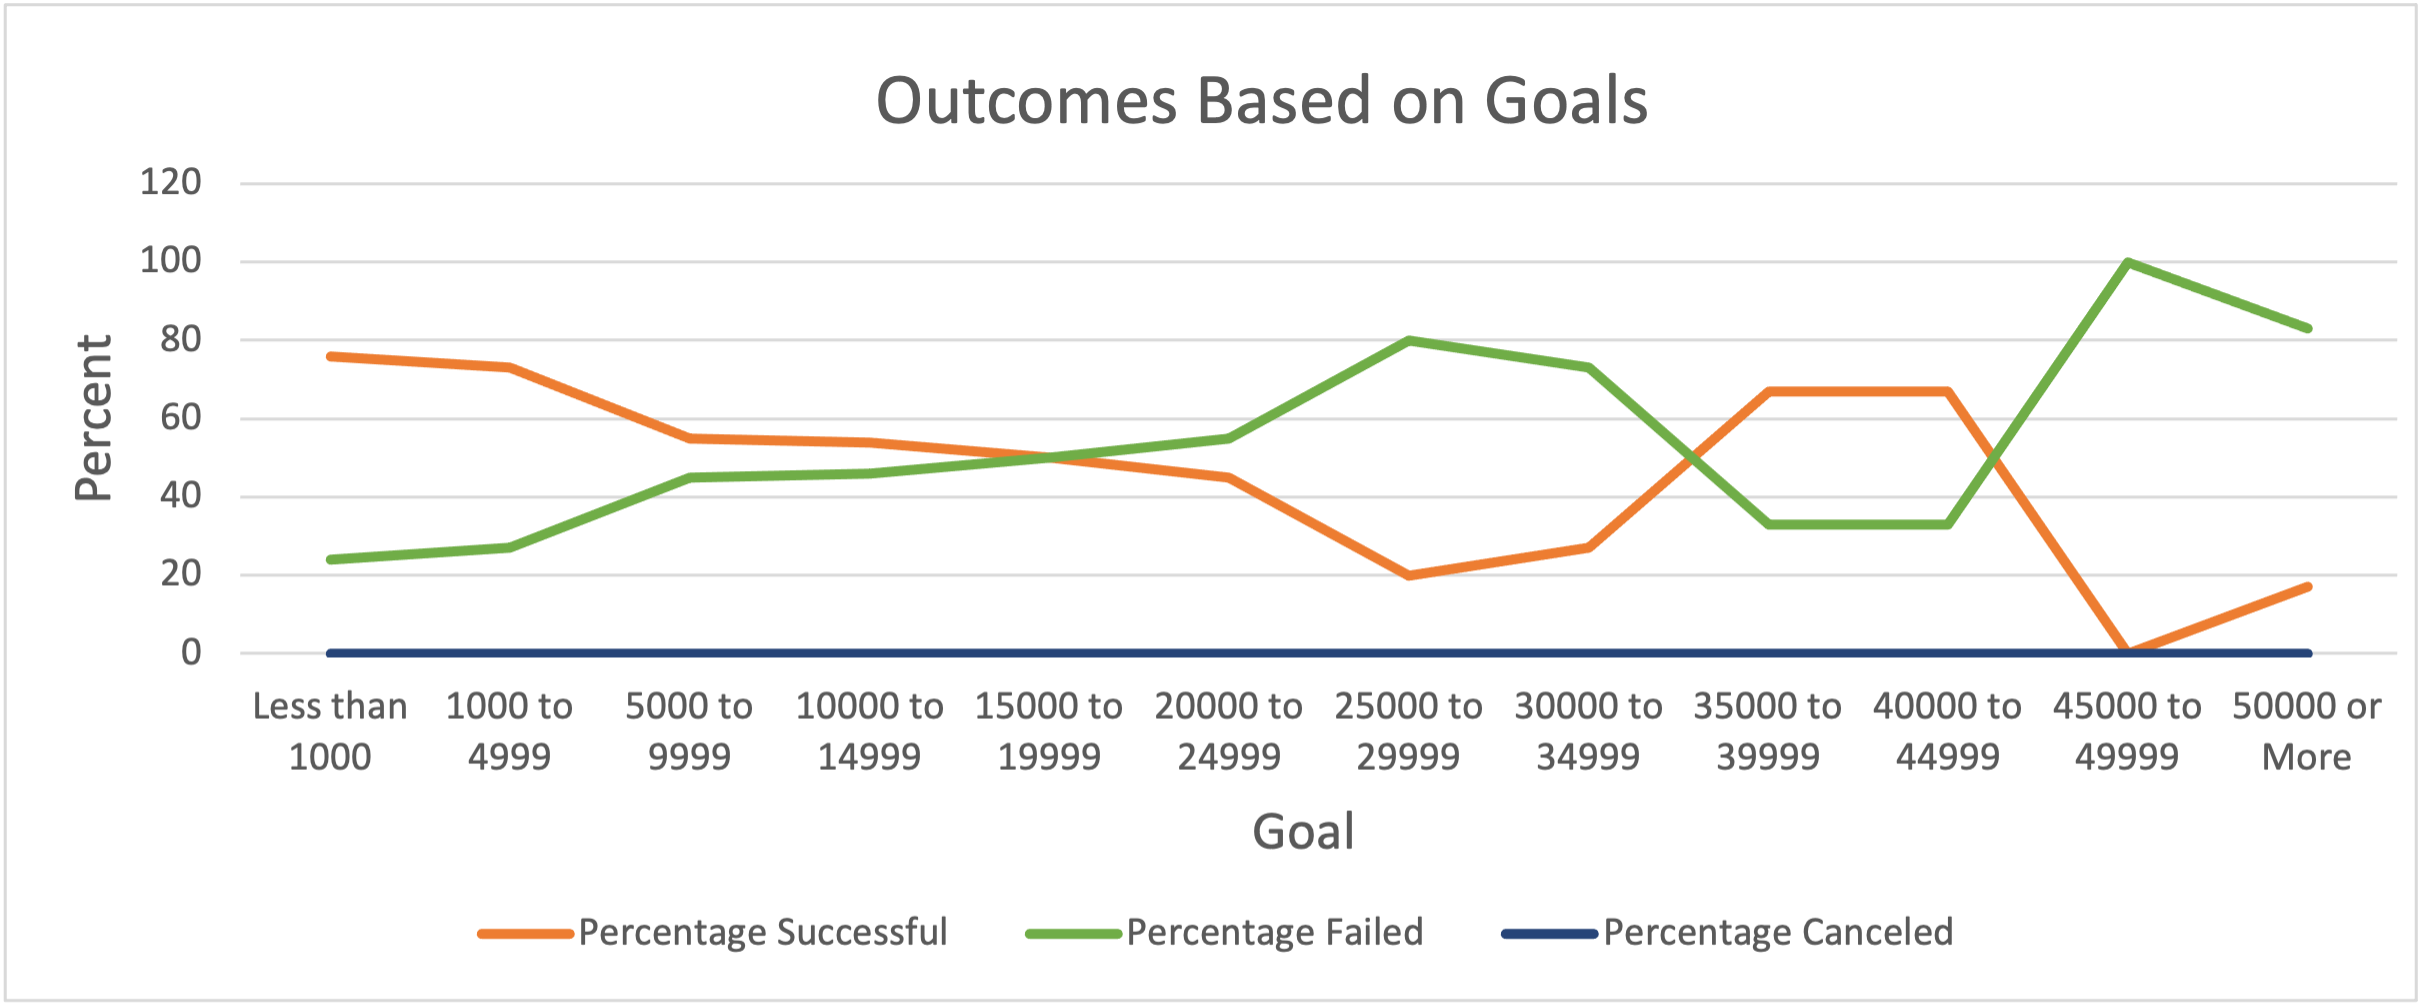 Outcomes Based on Goals
120
100
80
60
40
20
0
Percent
Less than 1000
1000 to 4999
5000 to 9999
10000 to 14999
15000 to 19999
20000 to 24999
25000 to 29999
30000 to 34999
35000 to 39999
40000 to 44999
45000 to 49999
50000 or More
Goal
Percentage Successful
Percentage Failed
Percentage Canceled